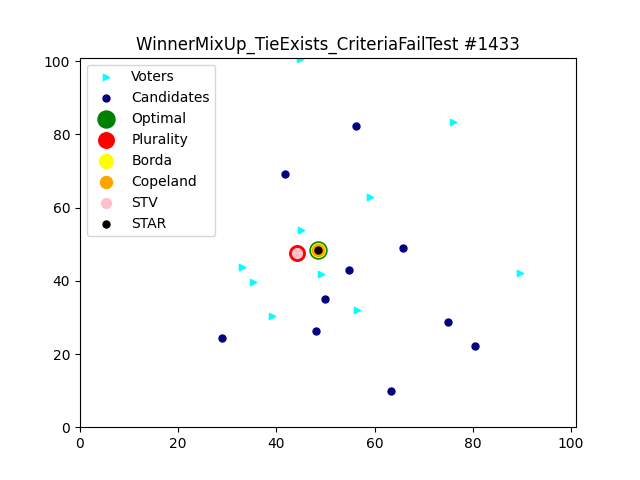 WinnerMixUp_TieExists_CriteriaFailTest #1433
Voters
Candidates
Optimal
Plurality
Borda
Copeland
STV
STAR
100
80
60
40
20
0
0 20 40 60 80 100